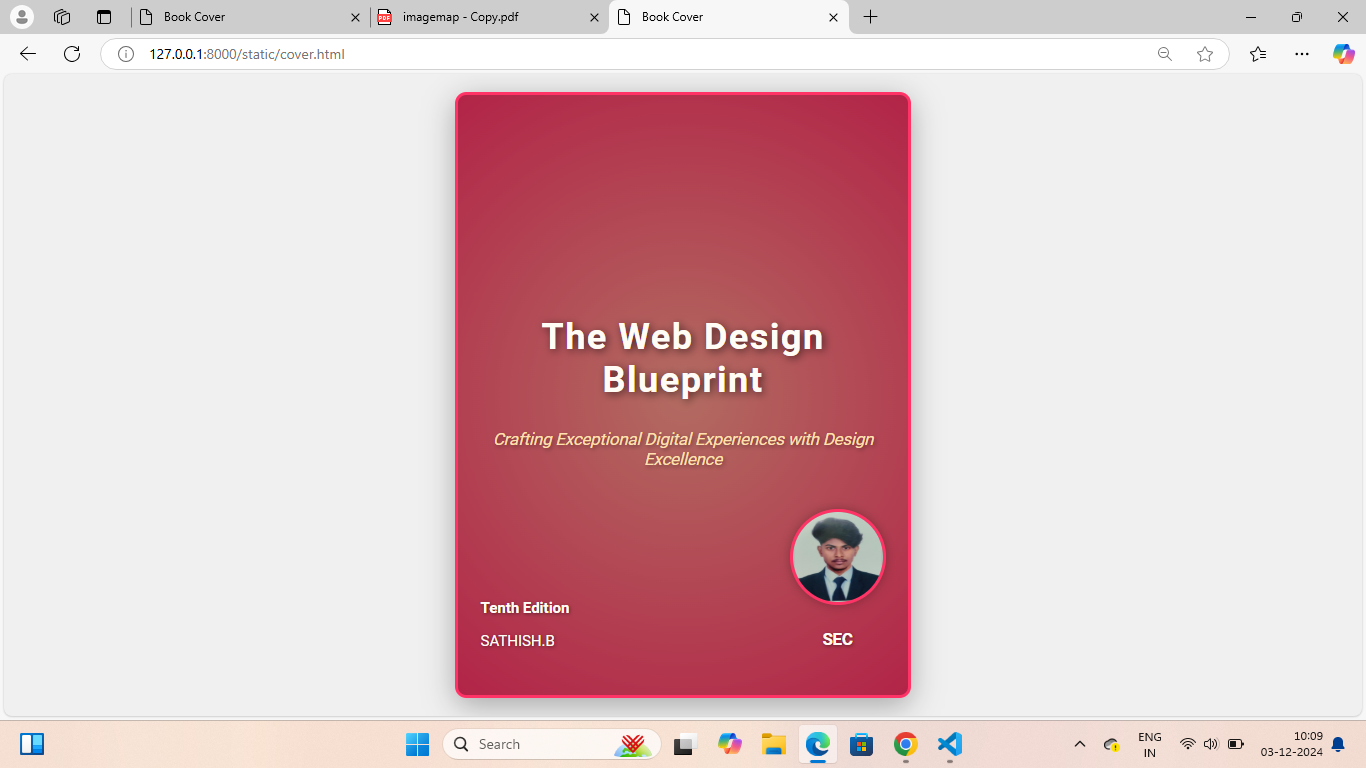 Book Cover
imagemap - Copy.pdf
Book Cover
127.0.0.1:8000/static/cover.html
The Web Design
Blueprint
Crafting Exceptional Digital Experiences with Design
Excellence
Tenth Edition
SATHISH.B
SEC
Search
ENG
IN
10:09
03-12-2024